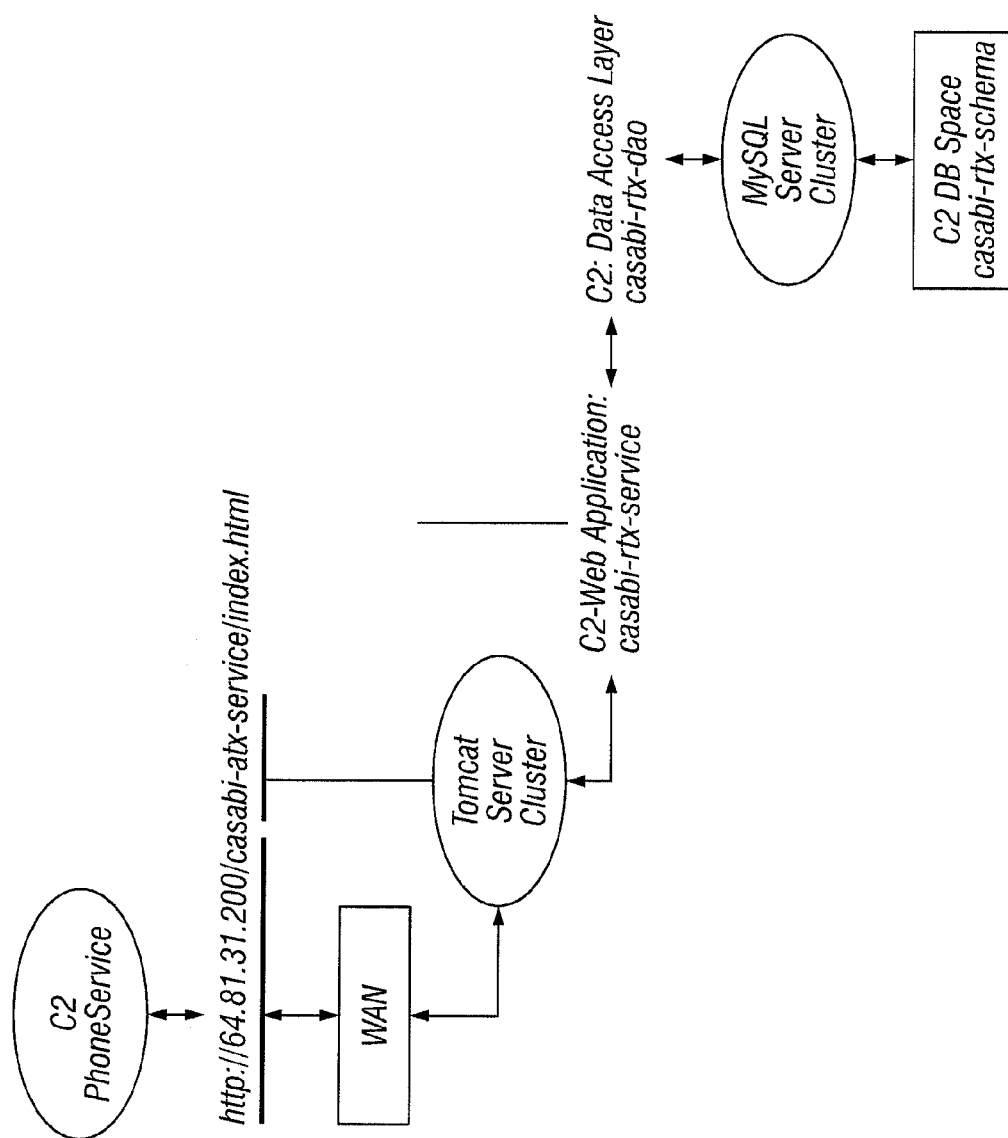 C2
PhoneService
http://64.81.31.200/casabi-atx-service/index.html
WAN
Tomcat
Server
Cluster
C2-Web Application:
casabi-rtx-service
C2: Data Access Layer
casabi-rtx-dao
MySQL
Server
Cluster
C2 DB Space
casabi-rtx-schema